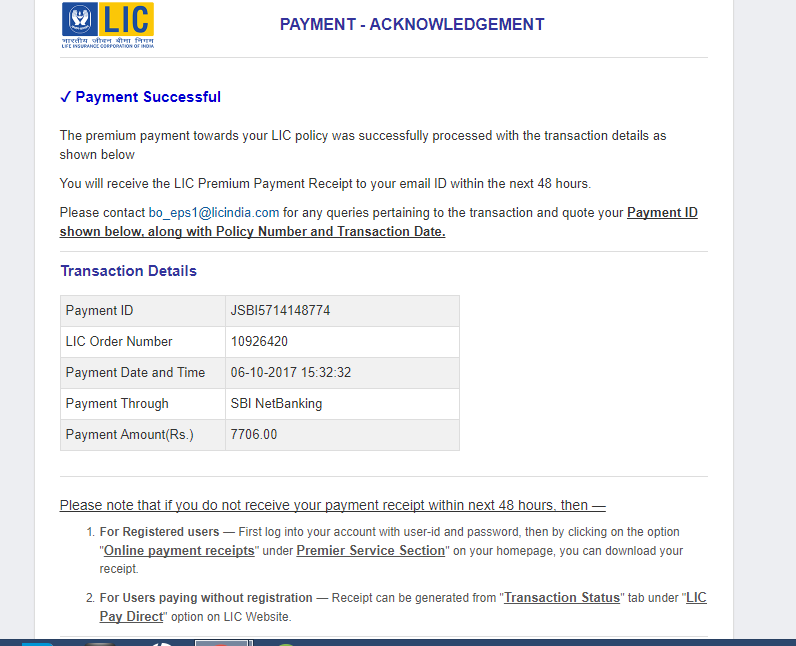 LIC
भारतीय जीवन बीमा निगम
LIFE INSURANCE CORPORATION OF INDIA
PAYMENT - ACKNOWLEDGEMENT
✓ Payment Successful
The premium payment towards your LIC policy was successfully processed with the transaction details as
shown below
You will receive the LIC Premium Payment Receipt to your email ID within the next 48 hours.
Please contact bo_eps1@licindia.com for any queries pertaining to the transaction and quote your Payment ID
shown below, along with Policy Number and Transaction Date.
Transaction Details
Payment ID JSBI5714148774
LIC Order Number 10926420
Payment Date and Time 06-10-2017 15:32:32
Payment Through SBI NetBanking
Payment Amount(Rs.) 7706.00
Please note that if you do not receive your payment receipt within next 48 hours, then —
1. For Registered users — First log into your account with user-id and password, then by clicking on the option
"Online payment receipts" under Premier Service Section" on your homepage, you can download your
receipt.
2. For Users paying without registration — Receipt can be generated from "Transaction Status" tab under "LIC
Pay Direct" option on LIC Website.